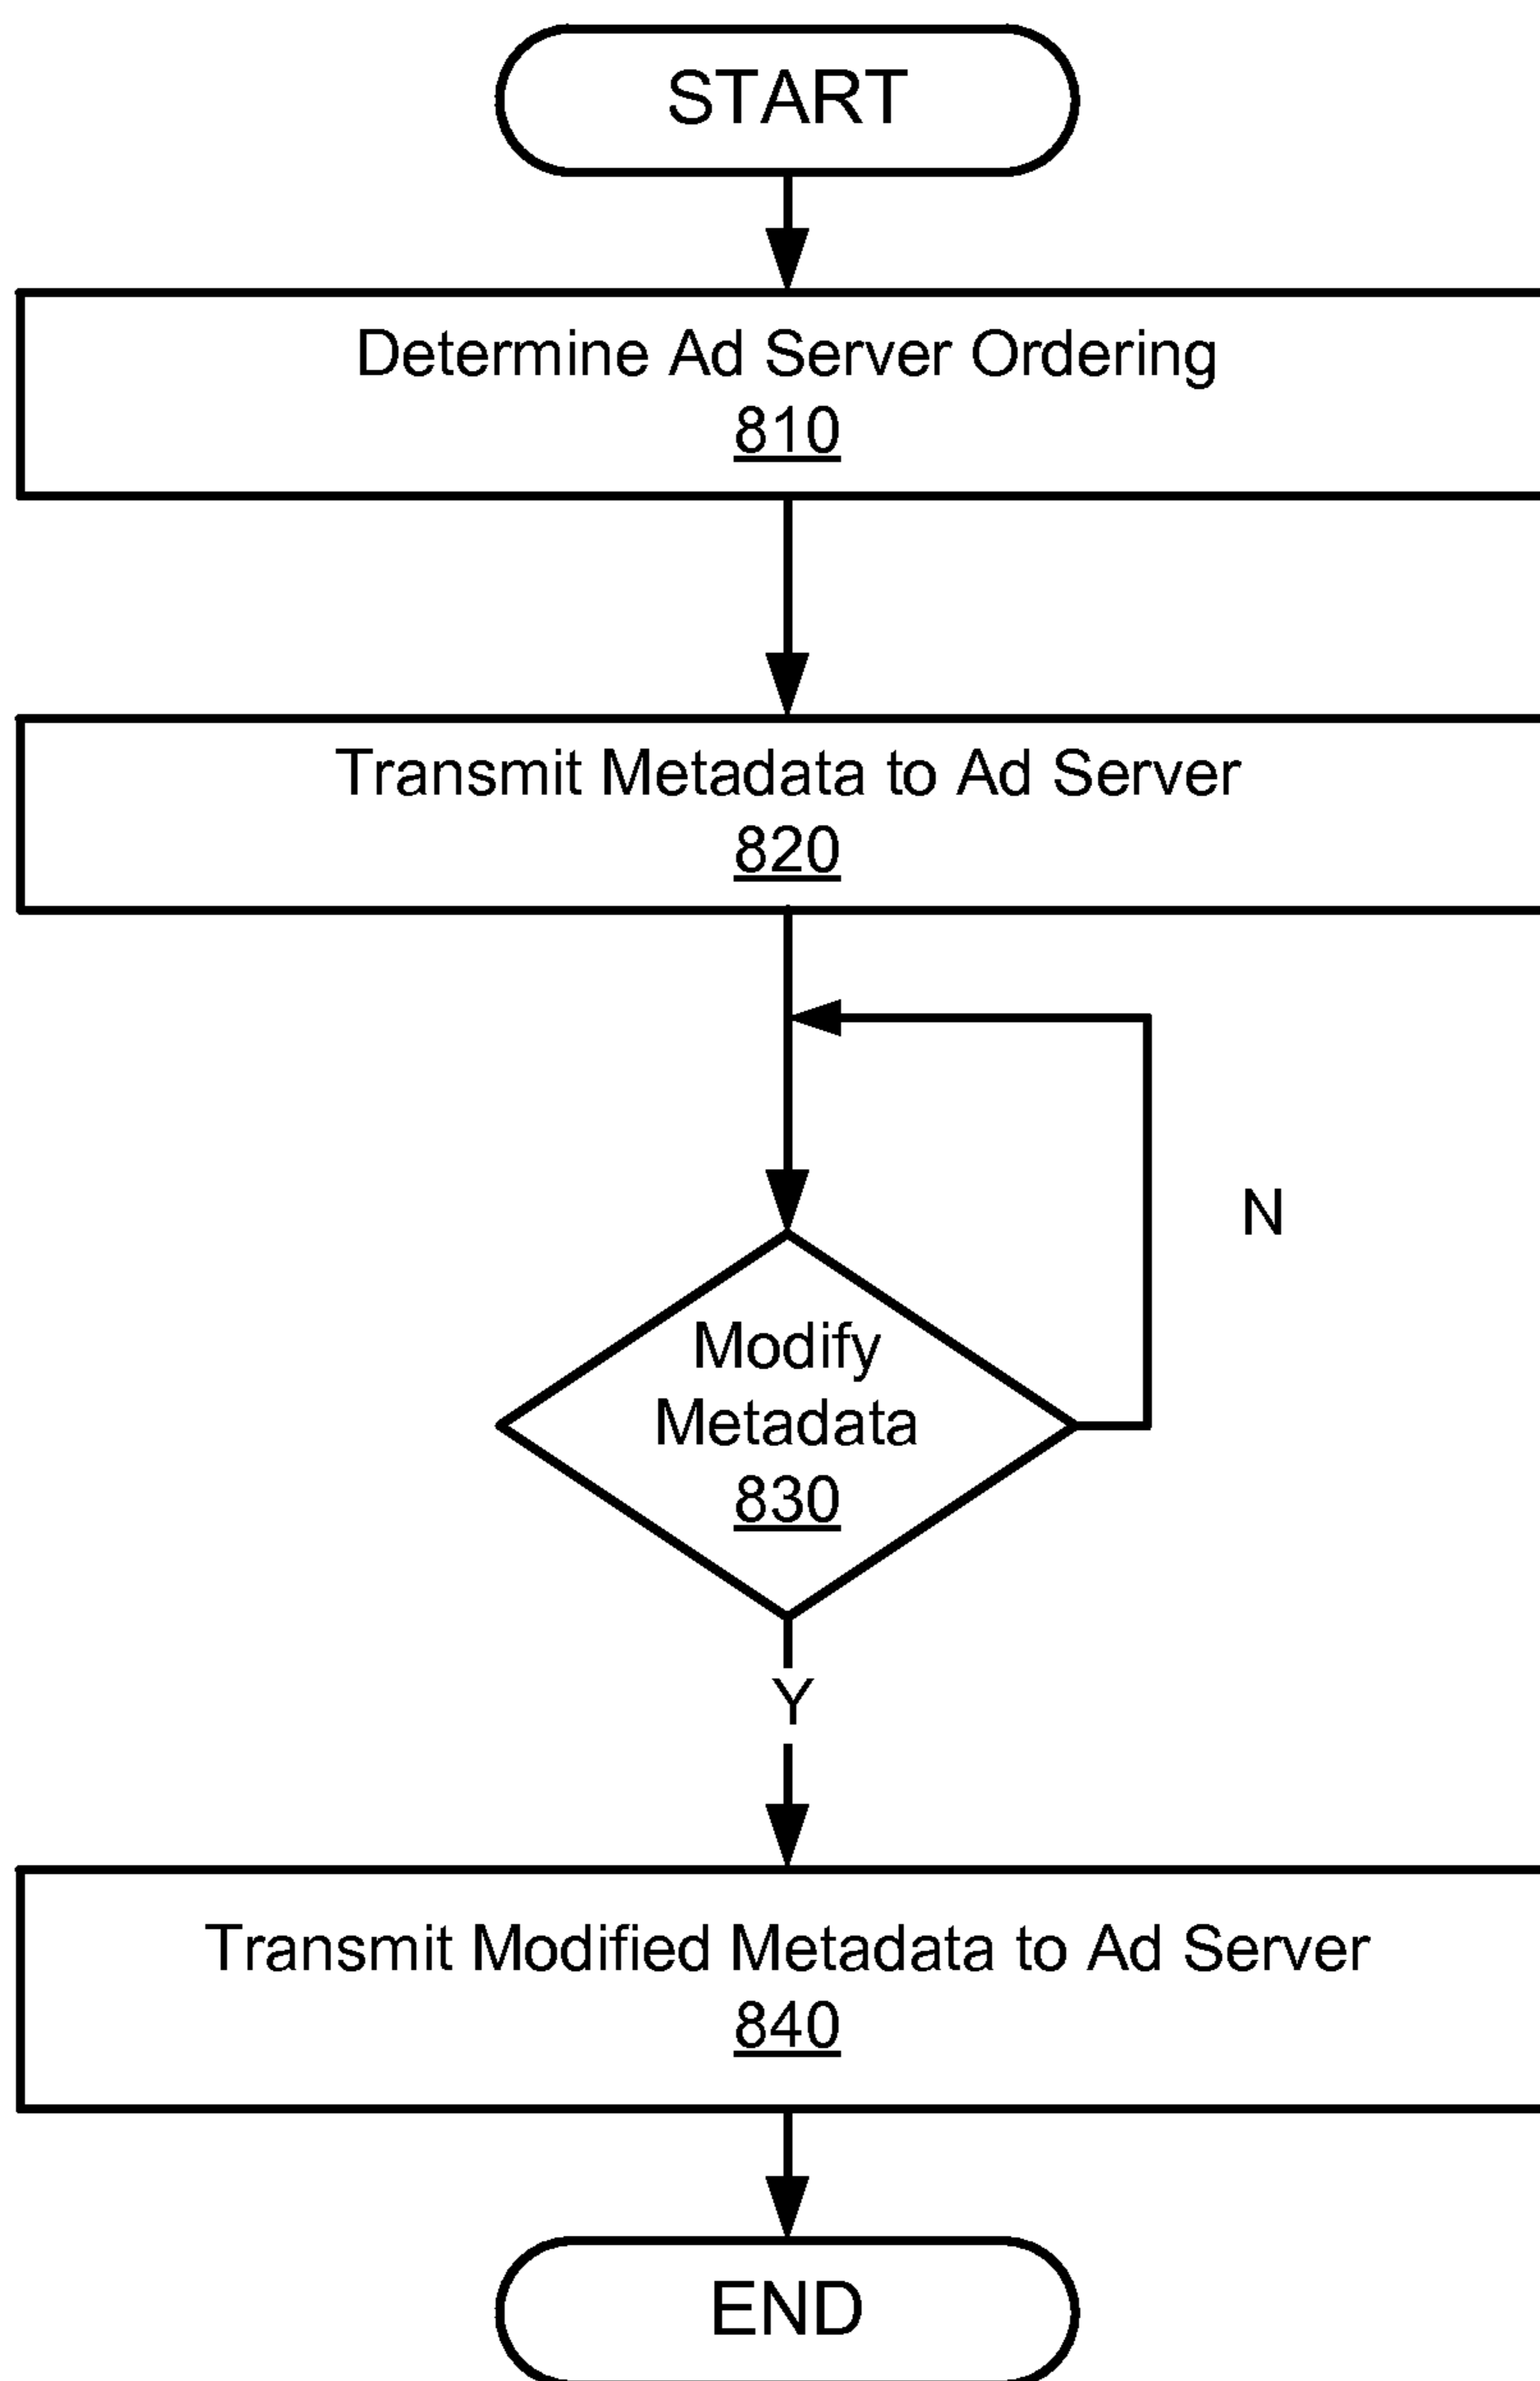 START
Determine Ad Server Ordering
810
Transmit Metadata to Ad Server
820
N
Modify
Metadata
830
Y
Transmit Modified Metadata to Ad Server
840
END